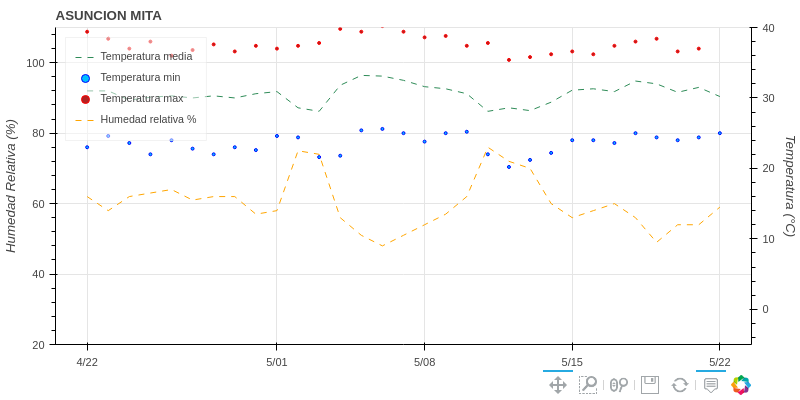 ASUNCION MITA
Temperatura media
Temperatura min
Temperatura max
Humedad relativa %
Humedad Relativa (%)
100
80
60
40
20
Temperatura (°C)
40
30
20
10
0
4/22
5/01
5/08
5/15
5/22